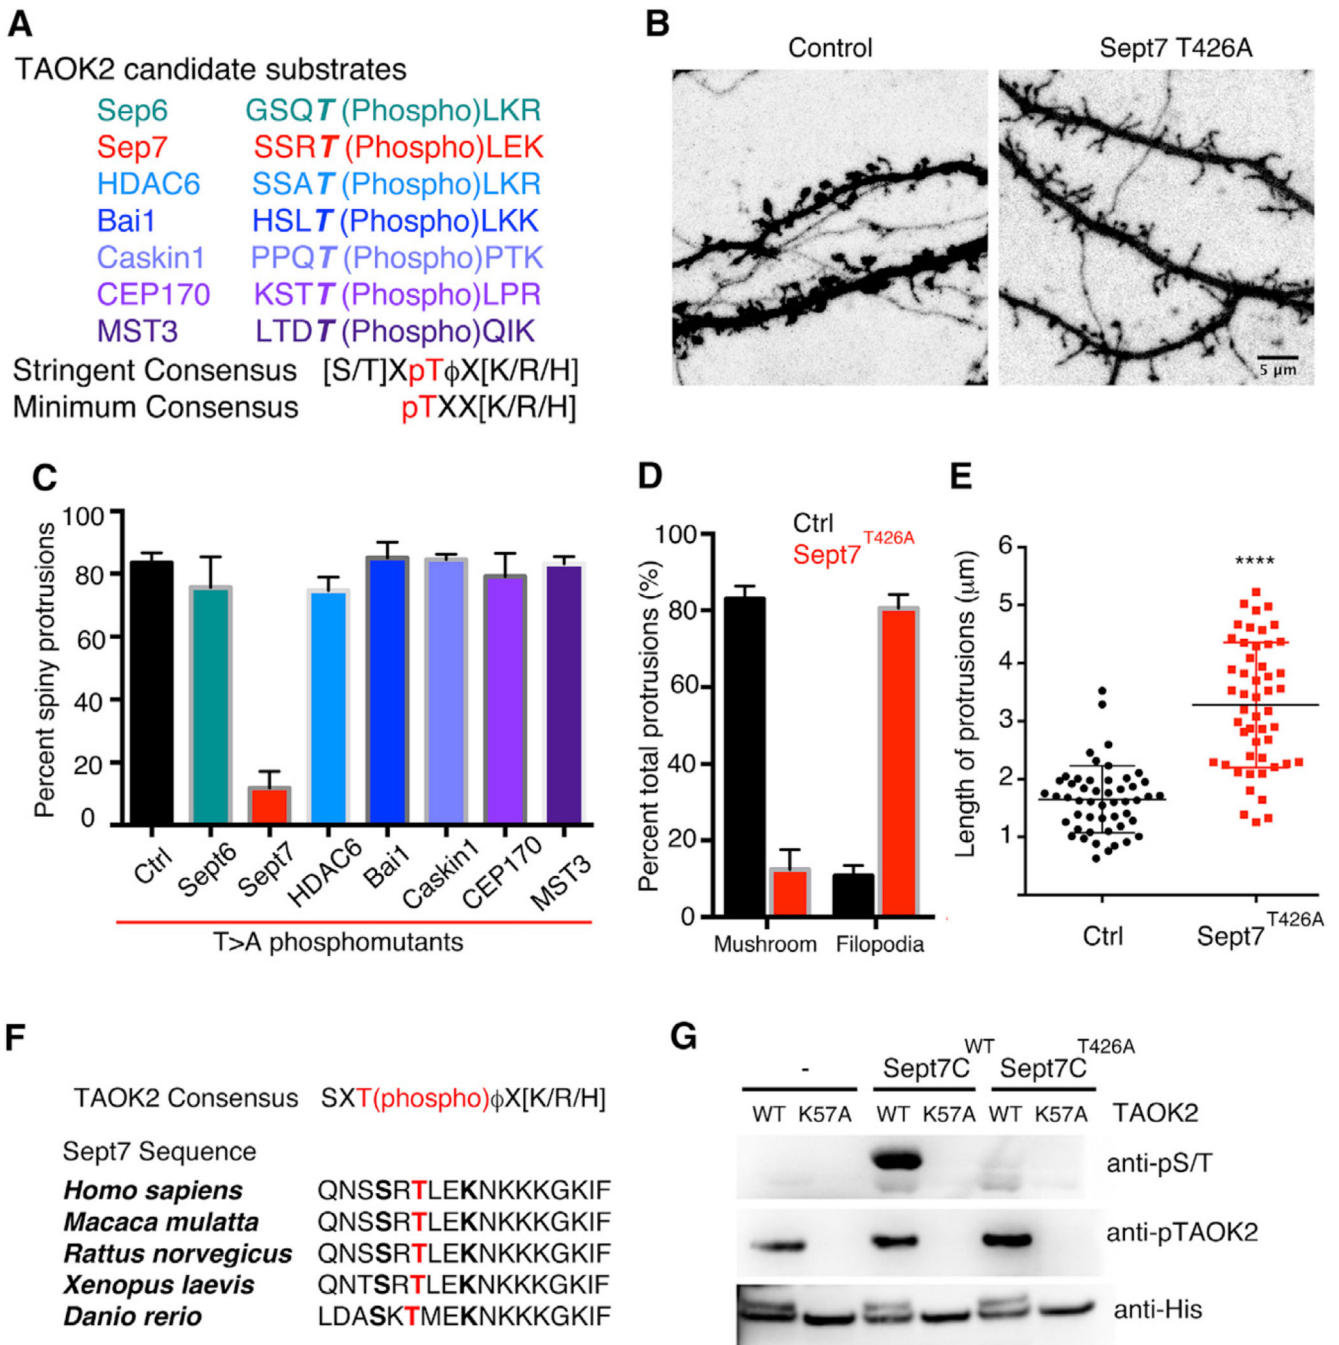 A
TAOK2 candidate substrates
Sep6 GSQT(Phospho)LKR
Sep7 SSRT(Phospho)LEK
HDAC6 SSAT(Phospho)LKR
Bai1 HSLT(Phospho)LKK
Caskin1 PPQT(Phospho)PTK
CEP170 KSTT(Phospho)LPR
MST3 LTDT(Phospho)QIK
Stringent Consensus [S/T]XpTϕX[K/R/H]
Minimum Consensus pTXX[K/R/H]
B
Control Sept7 T426A
5 µm
C
Percent spiny protrusions
100
80
60
40
20
0
Ctrl Sept6 Sept7 HDAC6 Bai1 Caskin1 CEP170 MST3
T>A phosphomutants
D
Percent total protrusions (%)
100
80
60
40
20
0
Ctrl
Sept7 T426A
Mushroom Filopodia
E
Length of protrusions (µm)
6
5
4
3
2
1
****
Ctrl Sept7 T426A
F
TAOK2 Consensus SXT(phospho)ϕX[K/R/H]
Sept7 Sequence
Homo sapiens QNSSRTLEKNKKKGKIF
Macaca mulatta QNSSRTLEKNKKKGKIF
Rattus norvegicus QNSSRTLEKNKKKGKIF
Xenopus laevis QNTSRTLEKNKKKGKIF
Danio rerio LDASKTMEKNKKKGKIF
G
- Sept7C WT Sept7C T426A
WT K57A WT K57A WT K57A TAOK2
anti-pS/T
anti-pTAOK2
anti-His